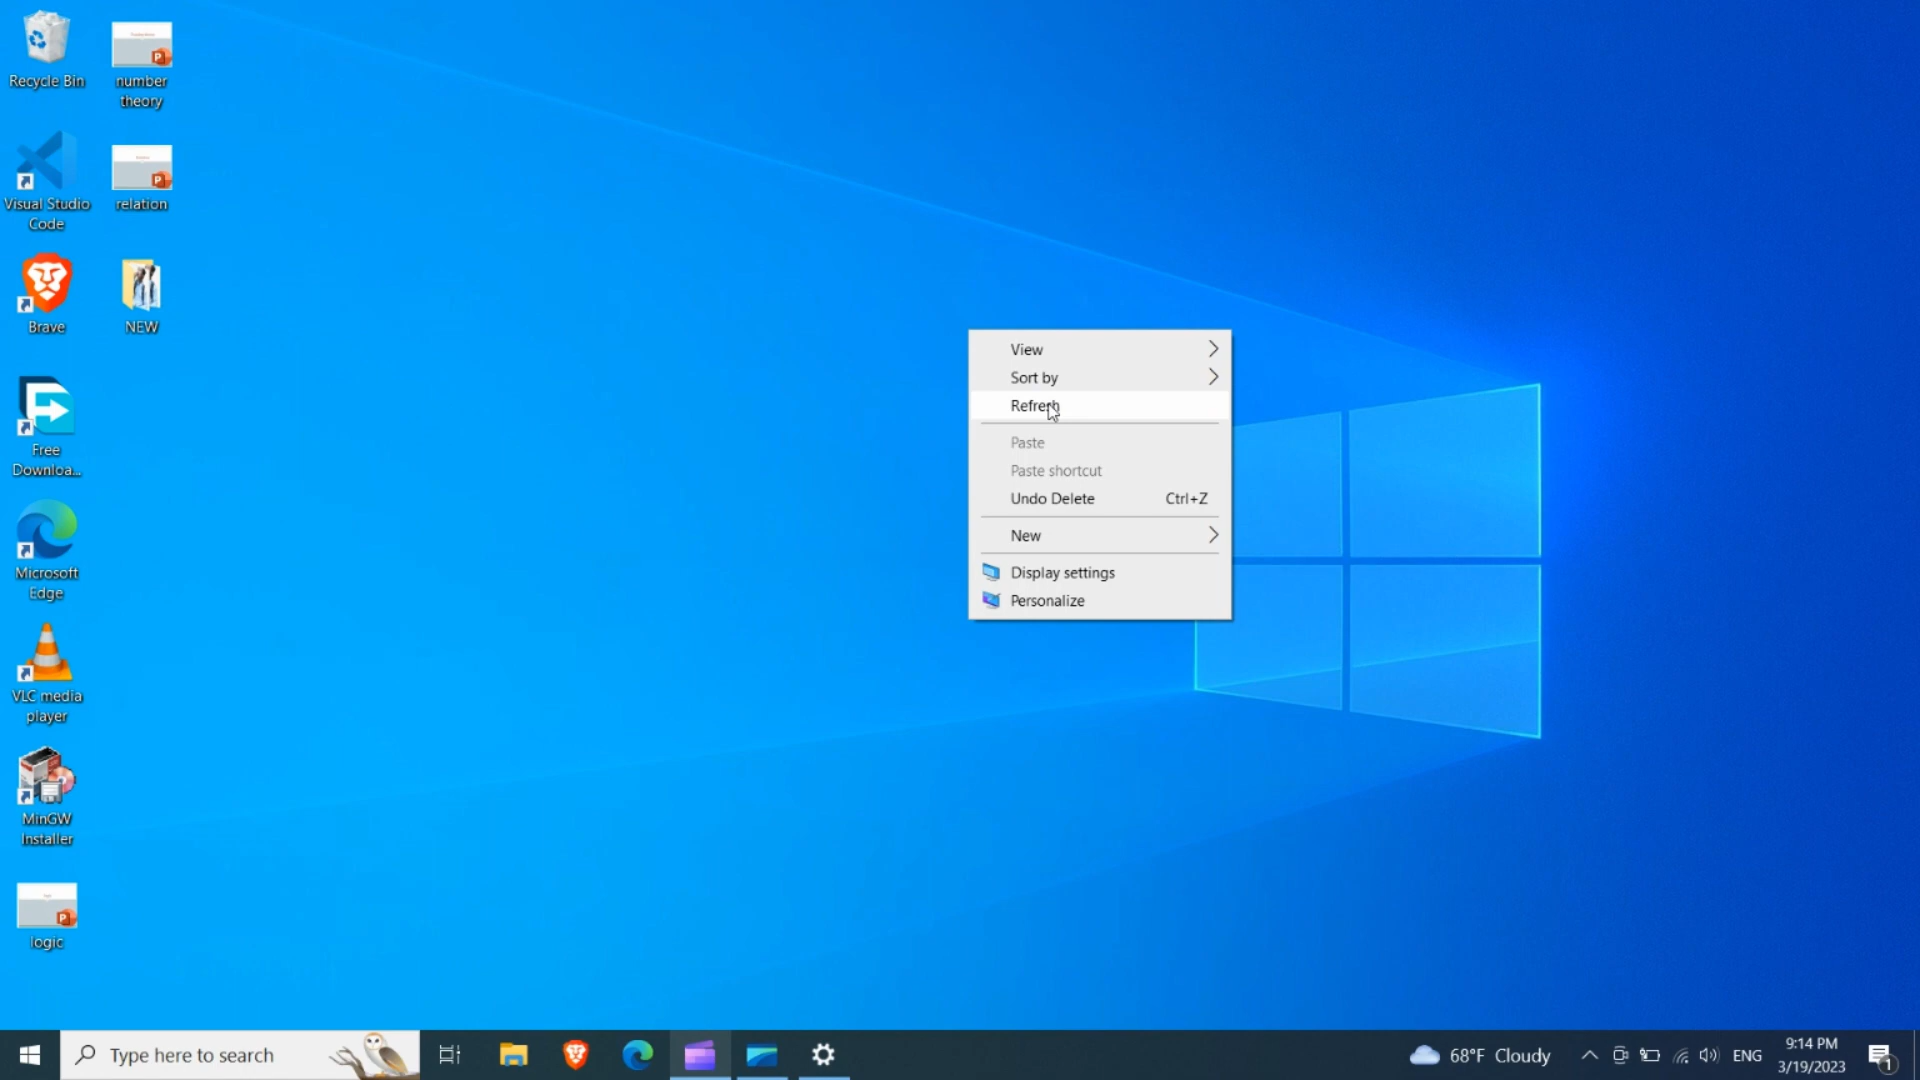 Recycle Bin
number
theory
Visual Studio
Code
relation
Brave
NEW
Free
Downloa...
Microsoft
Edge
VLC media
player
MinGW
Installer
logic
View
Sort by
Refresh
Paste
Paste shortcut
Undo Delete Ctrl+Z
New
Display settings
Personalize
Type here to search
68°F Cloudy
ENG
9:14 PM
3/19/2023
1